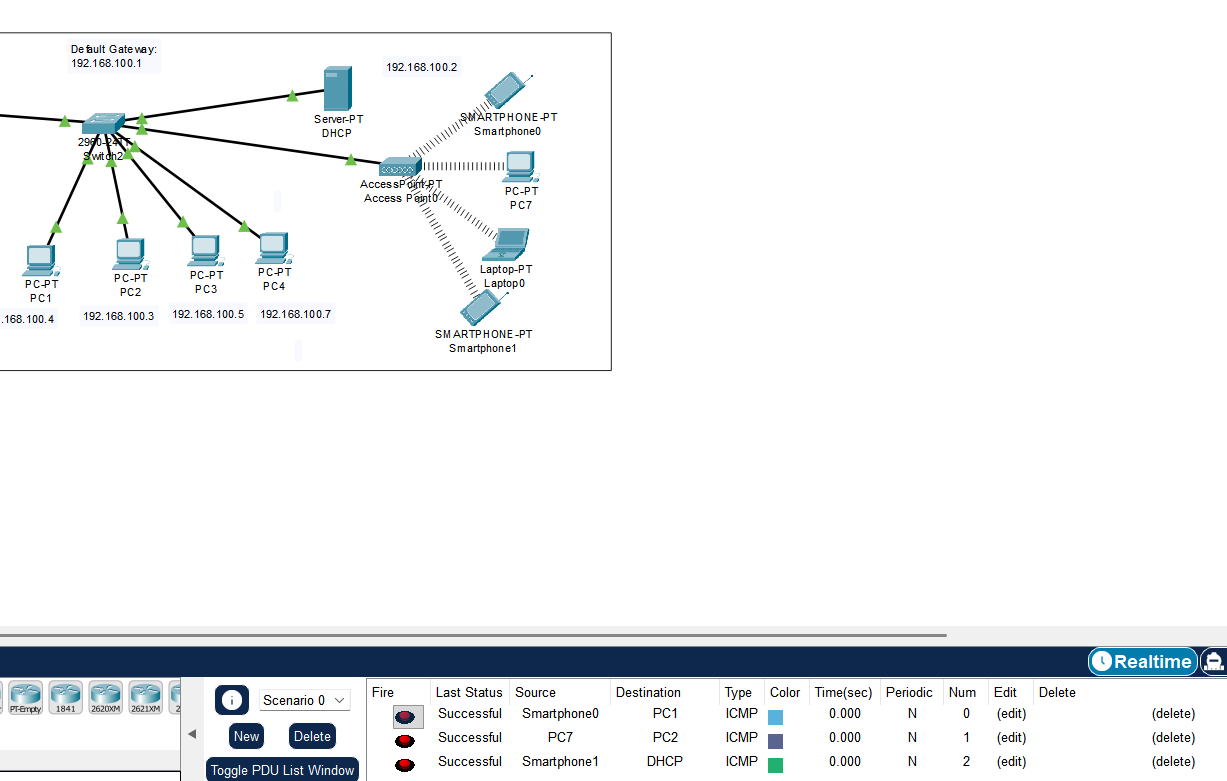 Default Gateway:
192.168.100.1
192.168.100.2
Server-PT
DHCP
SMARTPHONE-PT
Smartphone0
2960-24TT
Switch2
AccessPoint-PT
Access Point0
PC-PT
PC7
Laptop-PT
Laptop0
SMARTPHONE-PT
Smartphone1
PC-PT
PC1
PC-PT
PC2
PC-PT
PC3
PC-PT
PC4
.168.100.4
192.168.100.3
192.168.100.5
192.168.100.7
Realtime
PT-Empty
1841
2620XM
2621XM
2
Scenario 0
New
Delete
Toggle PDU List Window
Fire Last Status Source Destination Type Color Time(sec) Periodic Num Edit Delete
Successful Smartphone0 PC1 ICMP 0.000 N 0 (edit) (delete)
Successful PC7 PC2 ICMP 0.000 N 1 (edit) (delete)
Successful Smartphone1 DHCP ICMP 0.000 N 2 (edit) (delete)